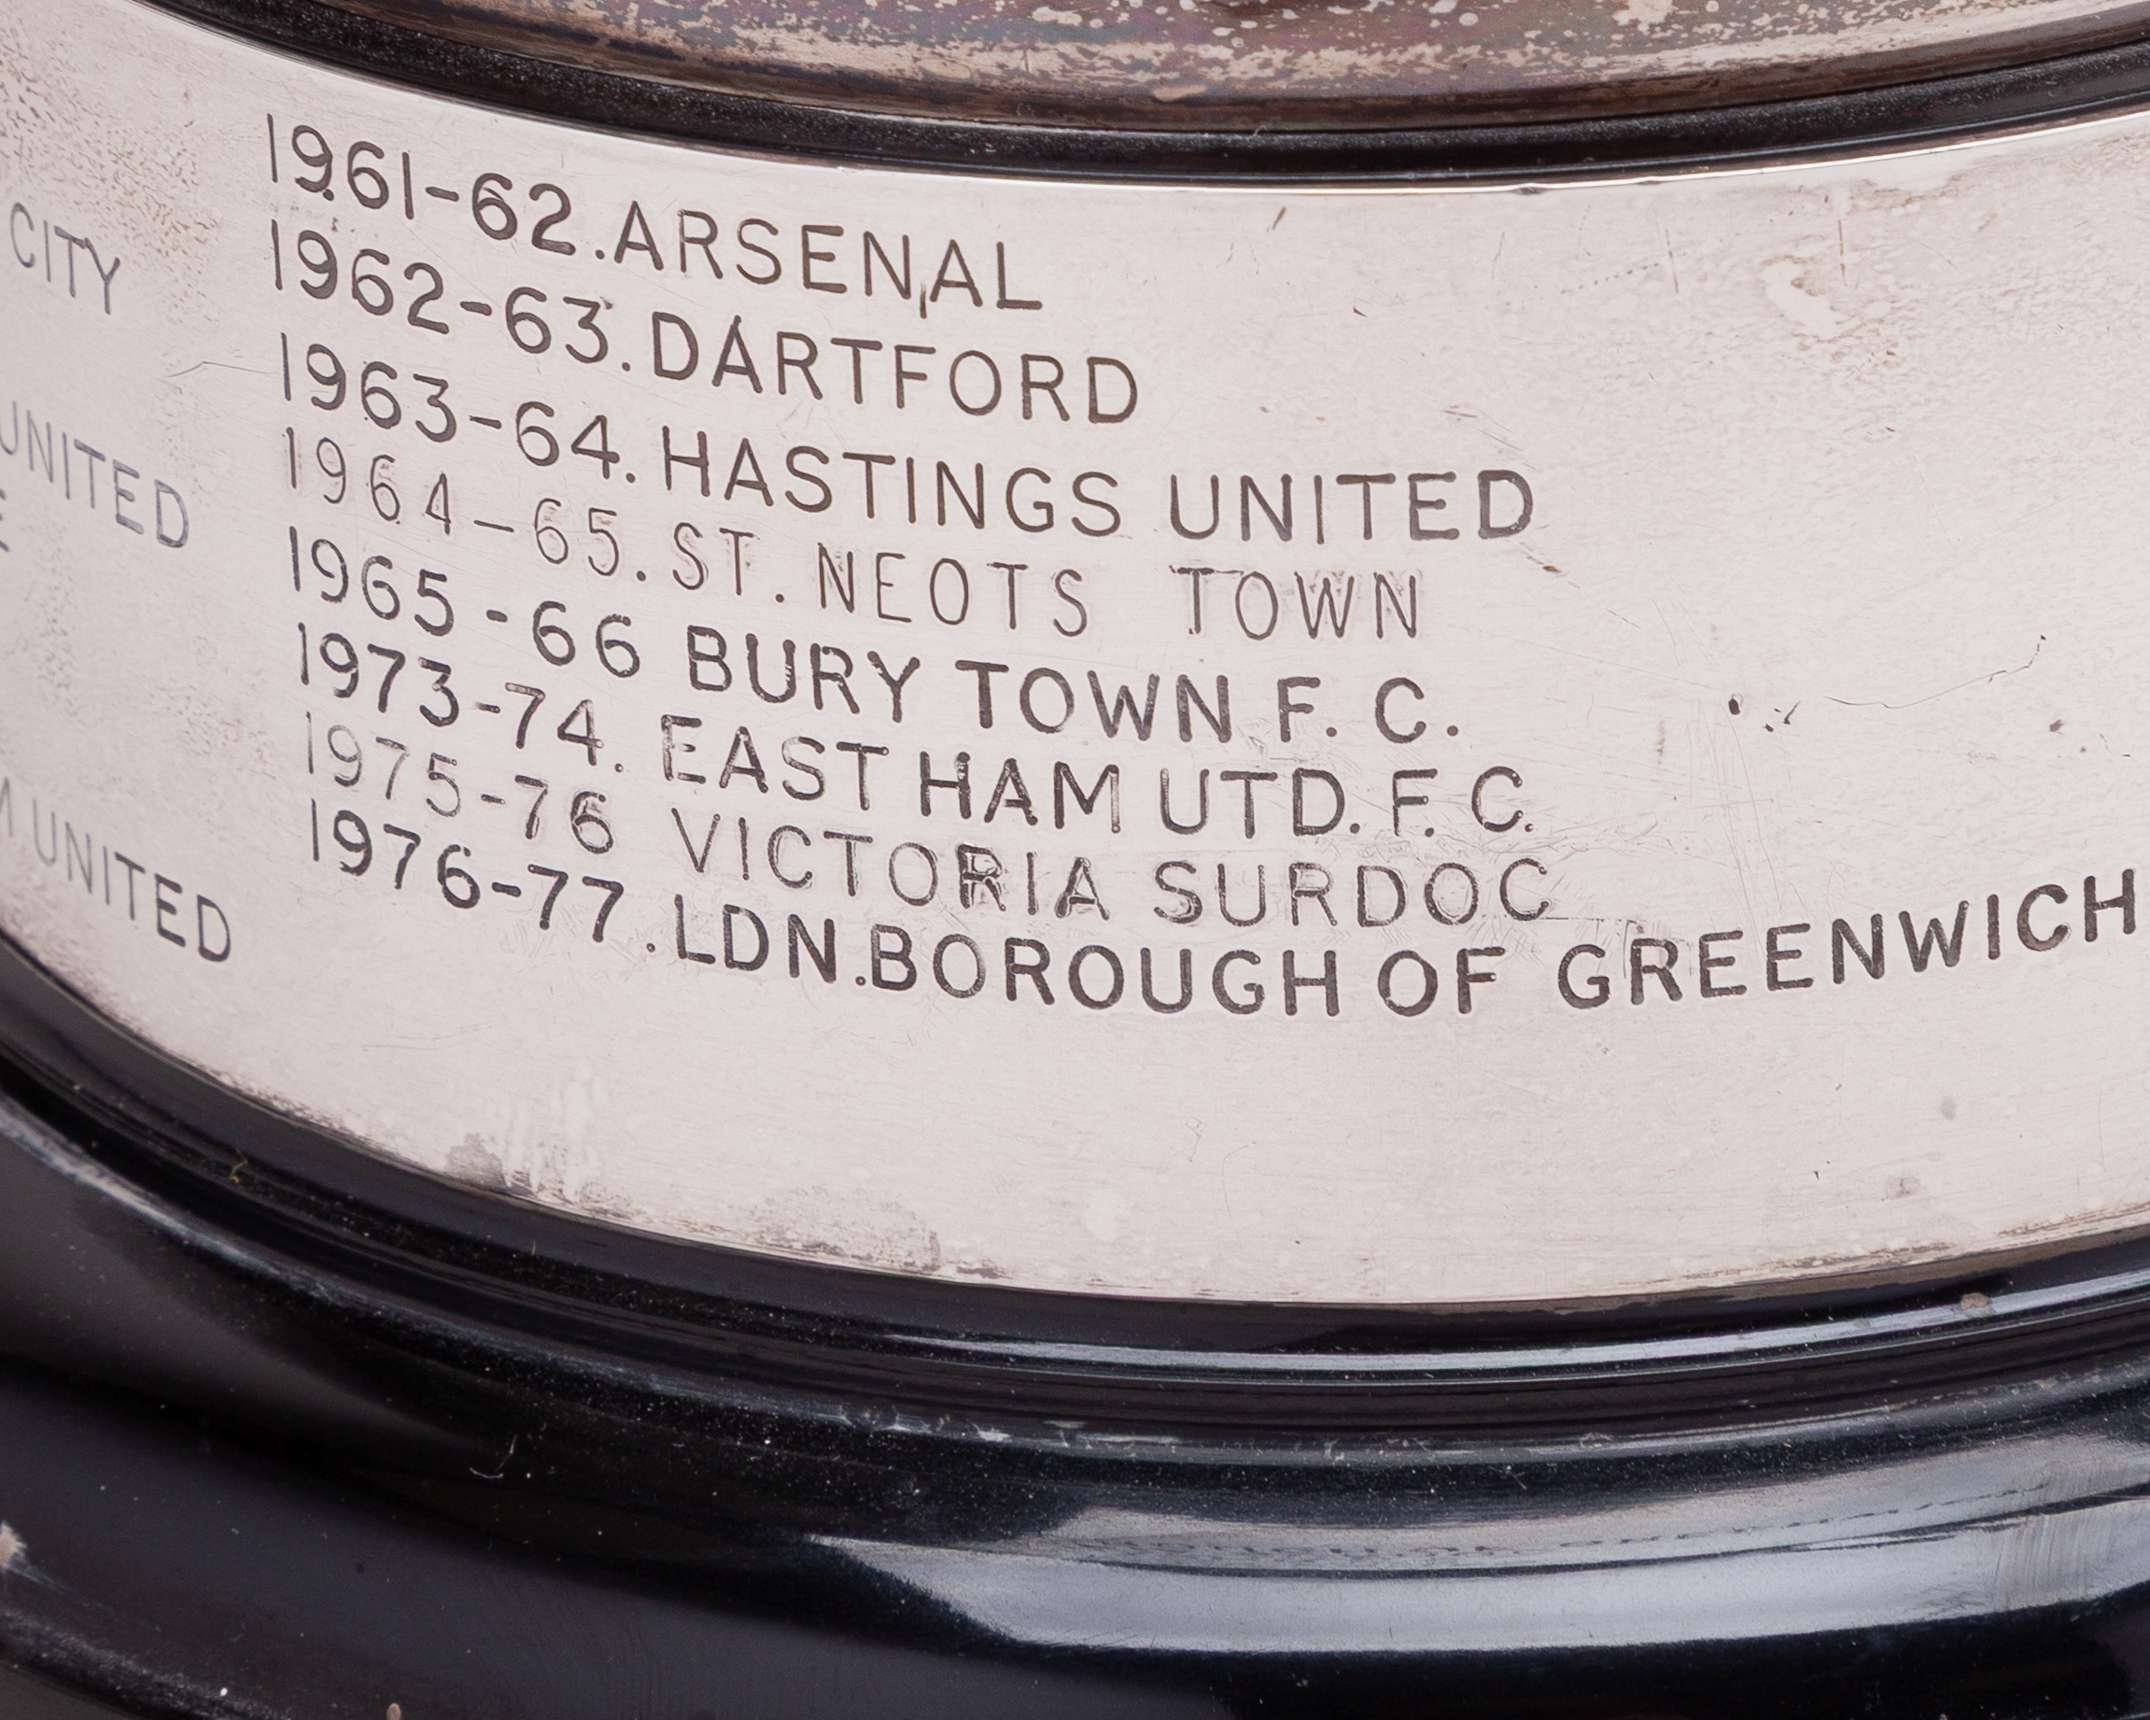 CITY
UNITED
UNITED
1961-62.ARSENAL
1962-63.DARTFORD
1963-64.HASTINGS UNITED
1964-65.ST.NEOTS TOWN
1965-66 BURY TOWN F.C.
1973-74. EAST HAM UTD.F.C.
1975-76 VICTORIA SURDOC
1976-77.LDN.BOROUGH OF GREENWICH